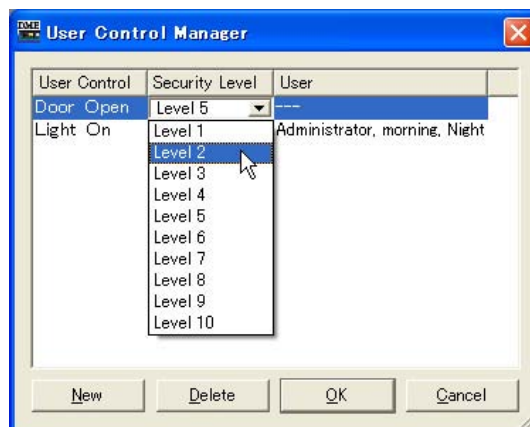 DME User Control Manager
User Control Security Level User
Door Open Level 5 ---
Light On Level 1 Administrator, morning, Night
Level 2
Level 3
Level 4
Level 5
Level 6
Level 7
Level 8
Level 9
Level 10
New Delete OK Cancel